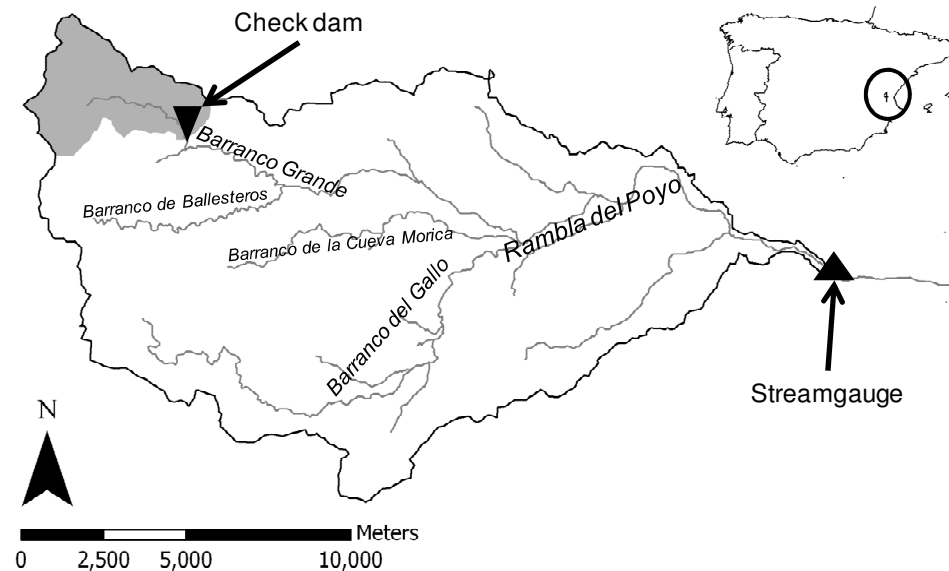 Check dam
Barranco Grande
Barranco de Ballesteros
Rambla del Poyo
Barranco de la Cueva Morica
Barranco del Gallo
Streamgauge
N
Meters
0 2,500 5,000 10,000